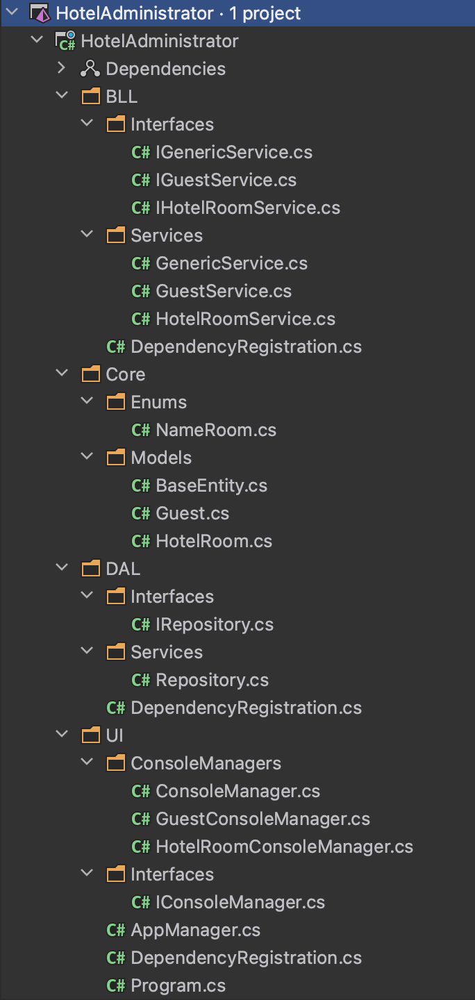 HotelAdministrator · 1 project
C# HotelAdministrator
Dependencies
BLL
Interfaces
C# IGenericService.cs
C# IGuestService.cs
C# IHotelRoomService.cs
Services
C# GenericService.cs
C# GuestService.cs
C# HotelRoomService.cs
C# DependencyRegistration.cs
Core
Enums
C# NameRoom.cs
Models
C# BaseEntity.cs
C# Guest.cs
C# HotelRoom.cs
DAL
Interfaces
C# IRepository.cs
Services
C# Repository.cs
C# DependencyRegistration.cs
UI
ConsoleManagers
C# ConsoleManager.cs
C# GuestConsoleManager.cs
C# HotelRoomConsoleManager.cs
Interfaces
C# IConsoleManager.cs
C# AppManager.cs
C# DependencyRegistration.cs
C# Program.cs